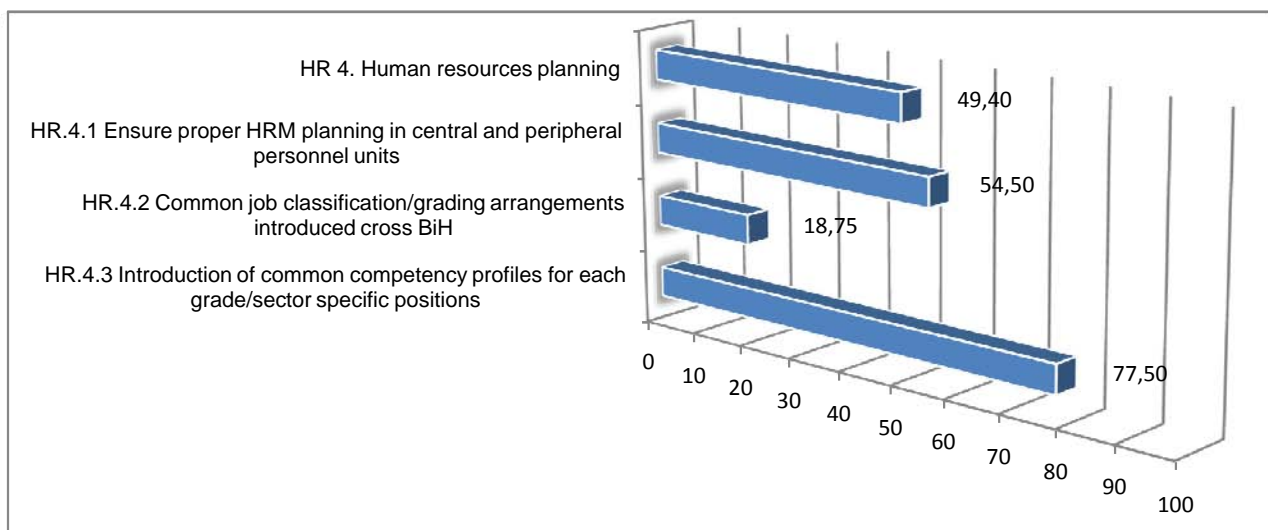 HR 4. Human resources planning
49,40
HR.4.1 Ensure proper HRM planning in central and peripheral
personnel units
54,50
HR.4.2 Common job classification/grading arrangements
introduced cross BiH
18,75
HR.4.3 Introduction of common competency profiles for each
grade/sector specific positions
77,50
0
10
20
30
40
50
60
70
80
90
100